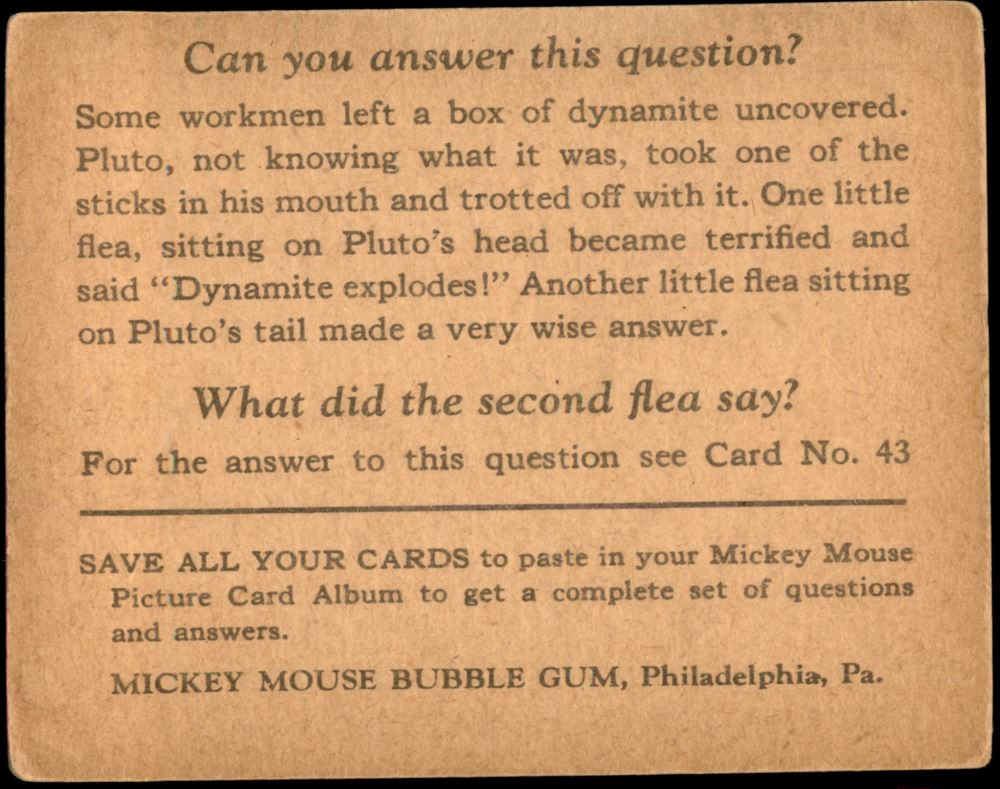 Can you answer this question?
Some workmen left a box of dynamite uncovered.
Pluto, not knowing what it was, took one of the
sticks in his mouth and trotted off with it. One little
flea, sitting on Pluto's head became terrified and
said "Dynamite explodes!" Another little flea sitting
on Pluto's tail made a very wise answer.
What did the second flea say?
For the answer to this question see Card No. 43
SAVE ALL YOUR CARDS to paste in your Mickey Mouse
Picture Card Album to get a complete set of questions
and answers.
MICKEY MOUSE BUBBLE GUM, Philadelphia, Pa.